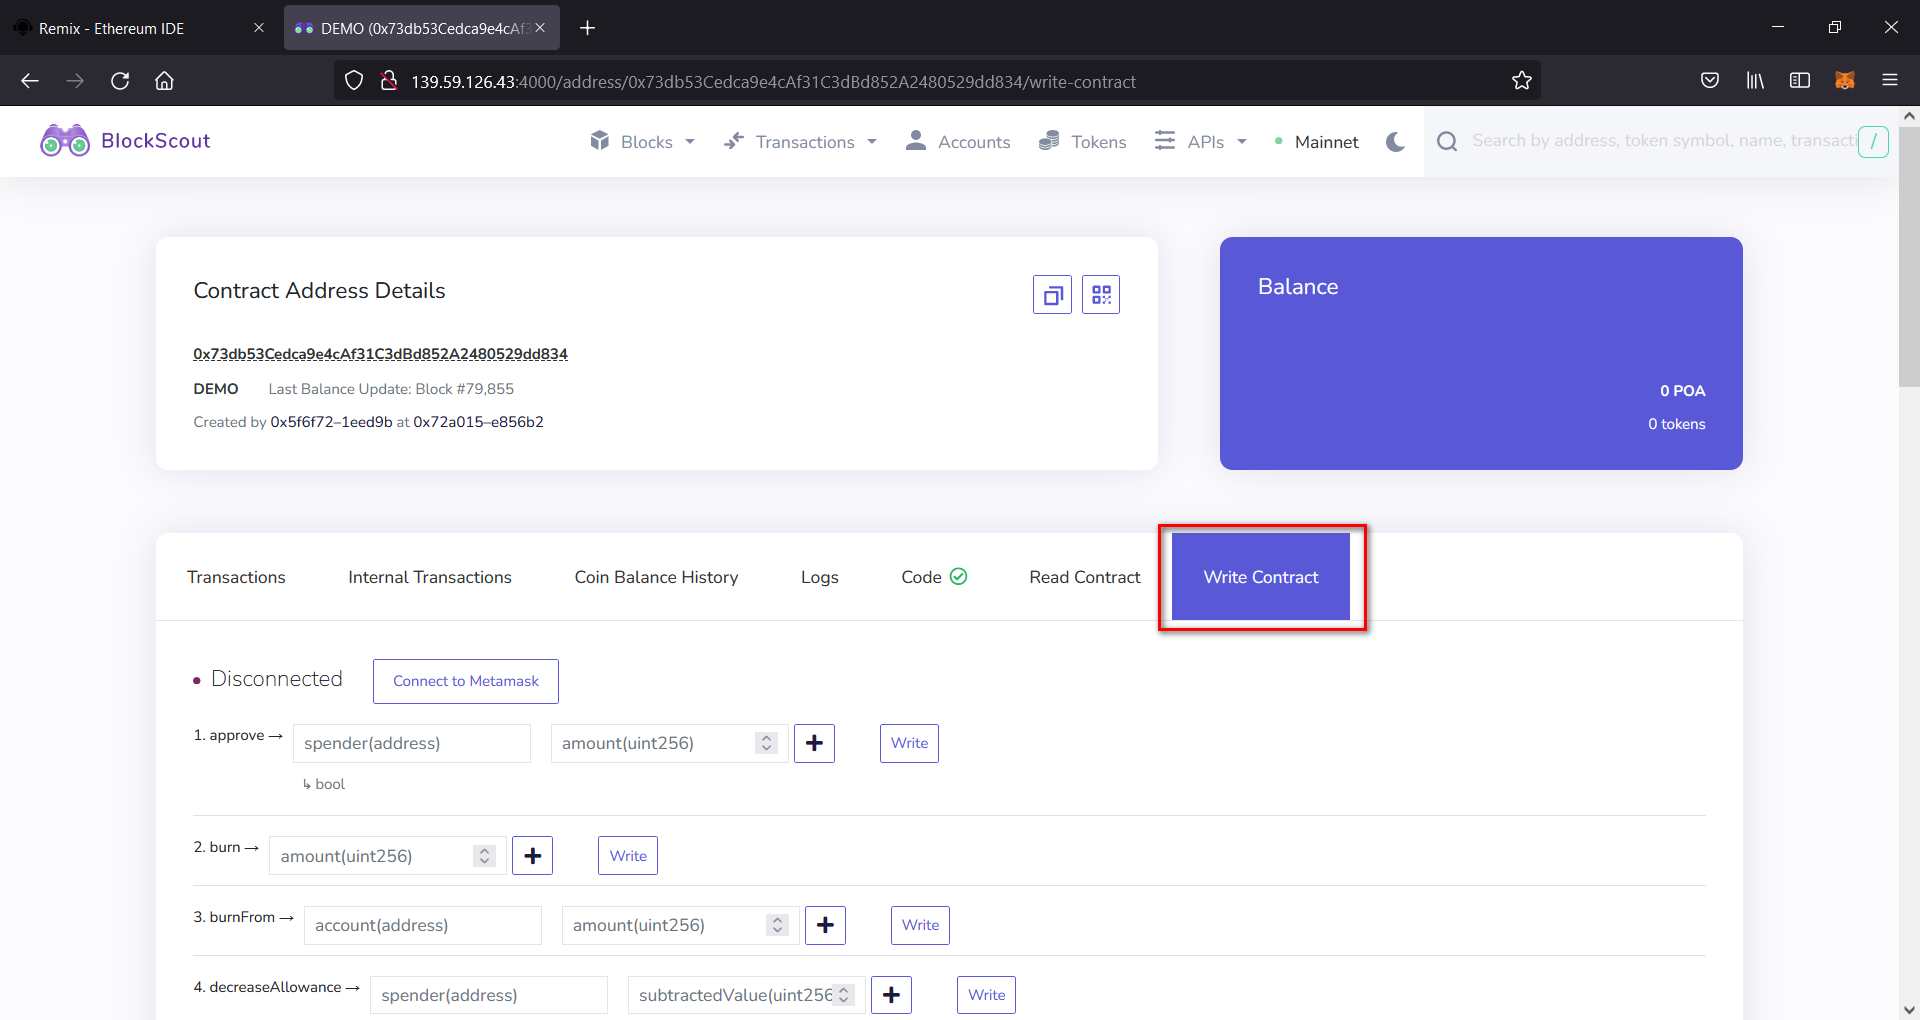 Remix - Ethereum IDE
DEMO (0x73db53Cedca9e4cAf3
139.59.126.43:4000/address/0x73db53Cedca9e4cAf31C3dBd852A2480529dd834/write-contract
BlockScout
Blocks
Transactions
Accounts
Tokens
APIs
Mainnet
Search by address, token symbol, name, transacti
/
Contract Address Details
0x73db53Cedca9e4cAf31C3dBd852A2480529dd834
DEMO Last Balance Update: Block #79,855
Created by 0x5f6f72–1eed9b at 0x72a015–e856b2
Balance
0 POA
0 tokens
Transactions
Internal Transactions
Coin Balance History
Logs
Code
Read Contract
Write Contract
Disconnected
Connect to Metamask
1. approve → spender(address) amount(uint256) + Write
↳ bool
2. burn → amount(uint256) + Write
3. burnFrom → account(address) amount(uint256) + Write
4. decreaseAllowance → spender(address) subtractedValue(uint256 + Write